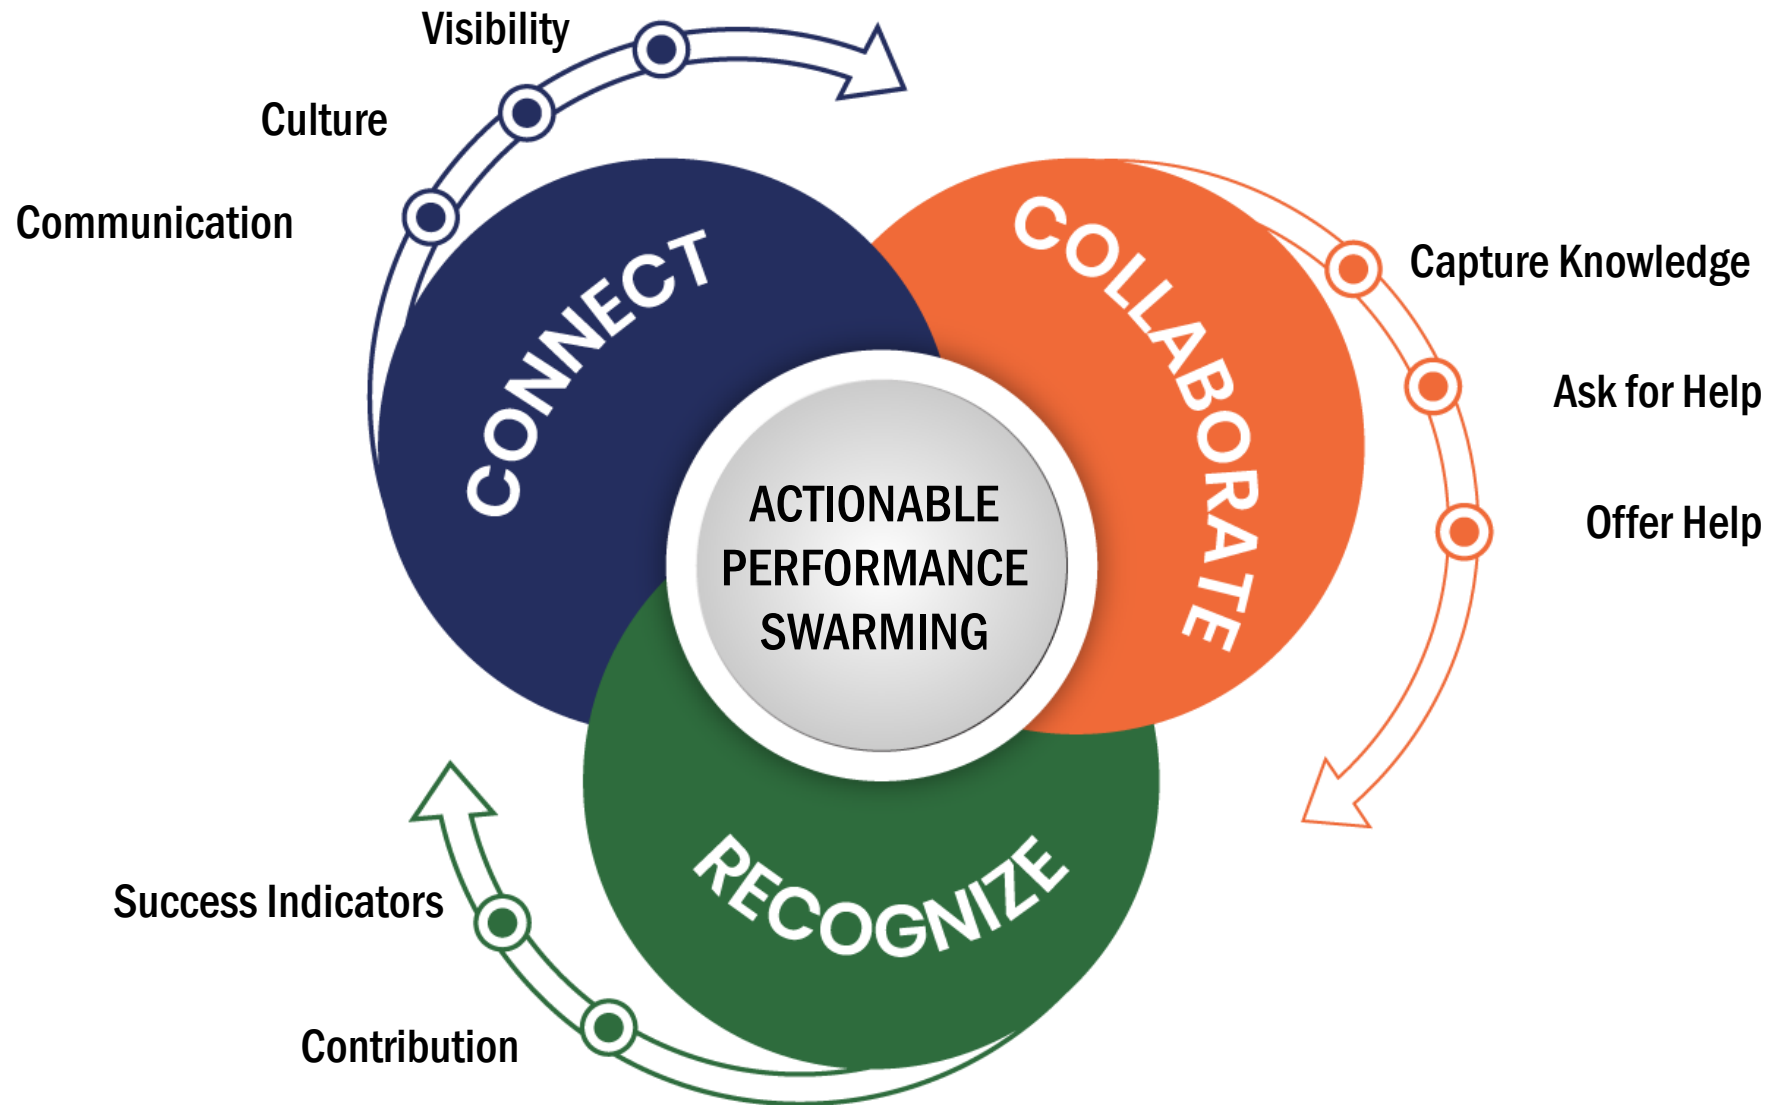 Visibility
Culture
Communication
CONNECT
COLLABORATE
Capture Knowledge
Ask for Help
Offer Help
ACTIONABLE
PERFORMANCE
SWARMING
RECOGNIZE
Success Indicators
Contribution